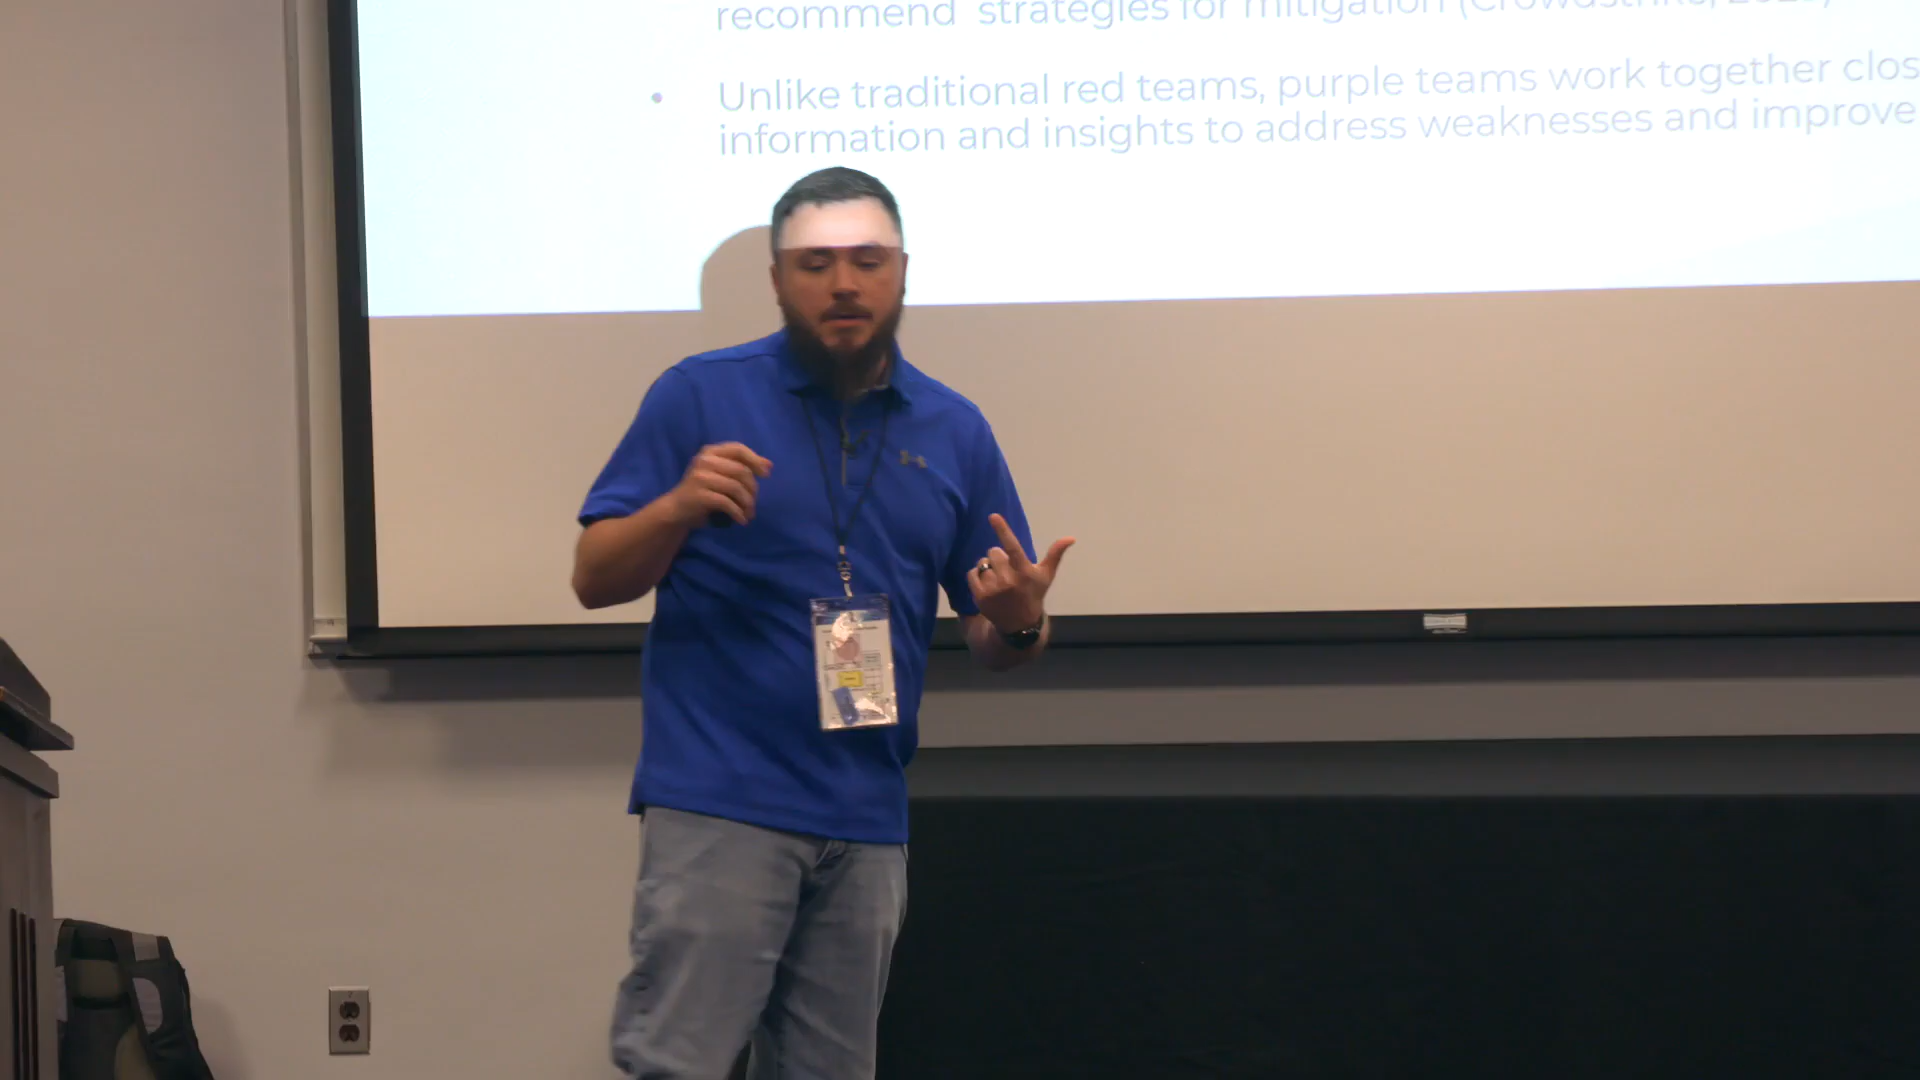 recommend strategies for mitigation (Crowdstrike,
• Unlike traditional red teams, purple teams work together clos
information and insights to address weaknesses and improve